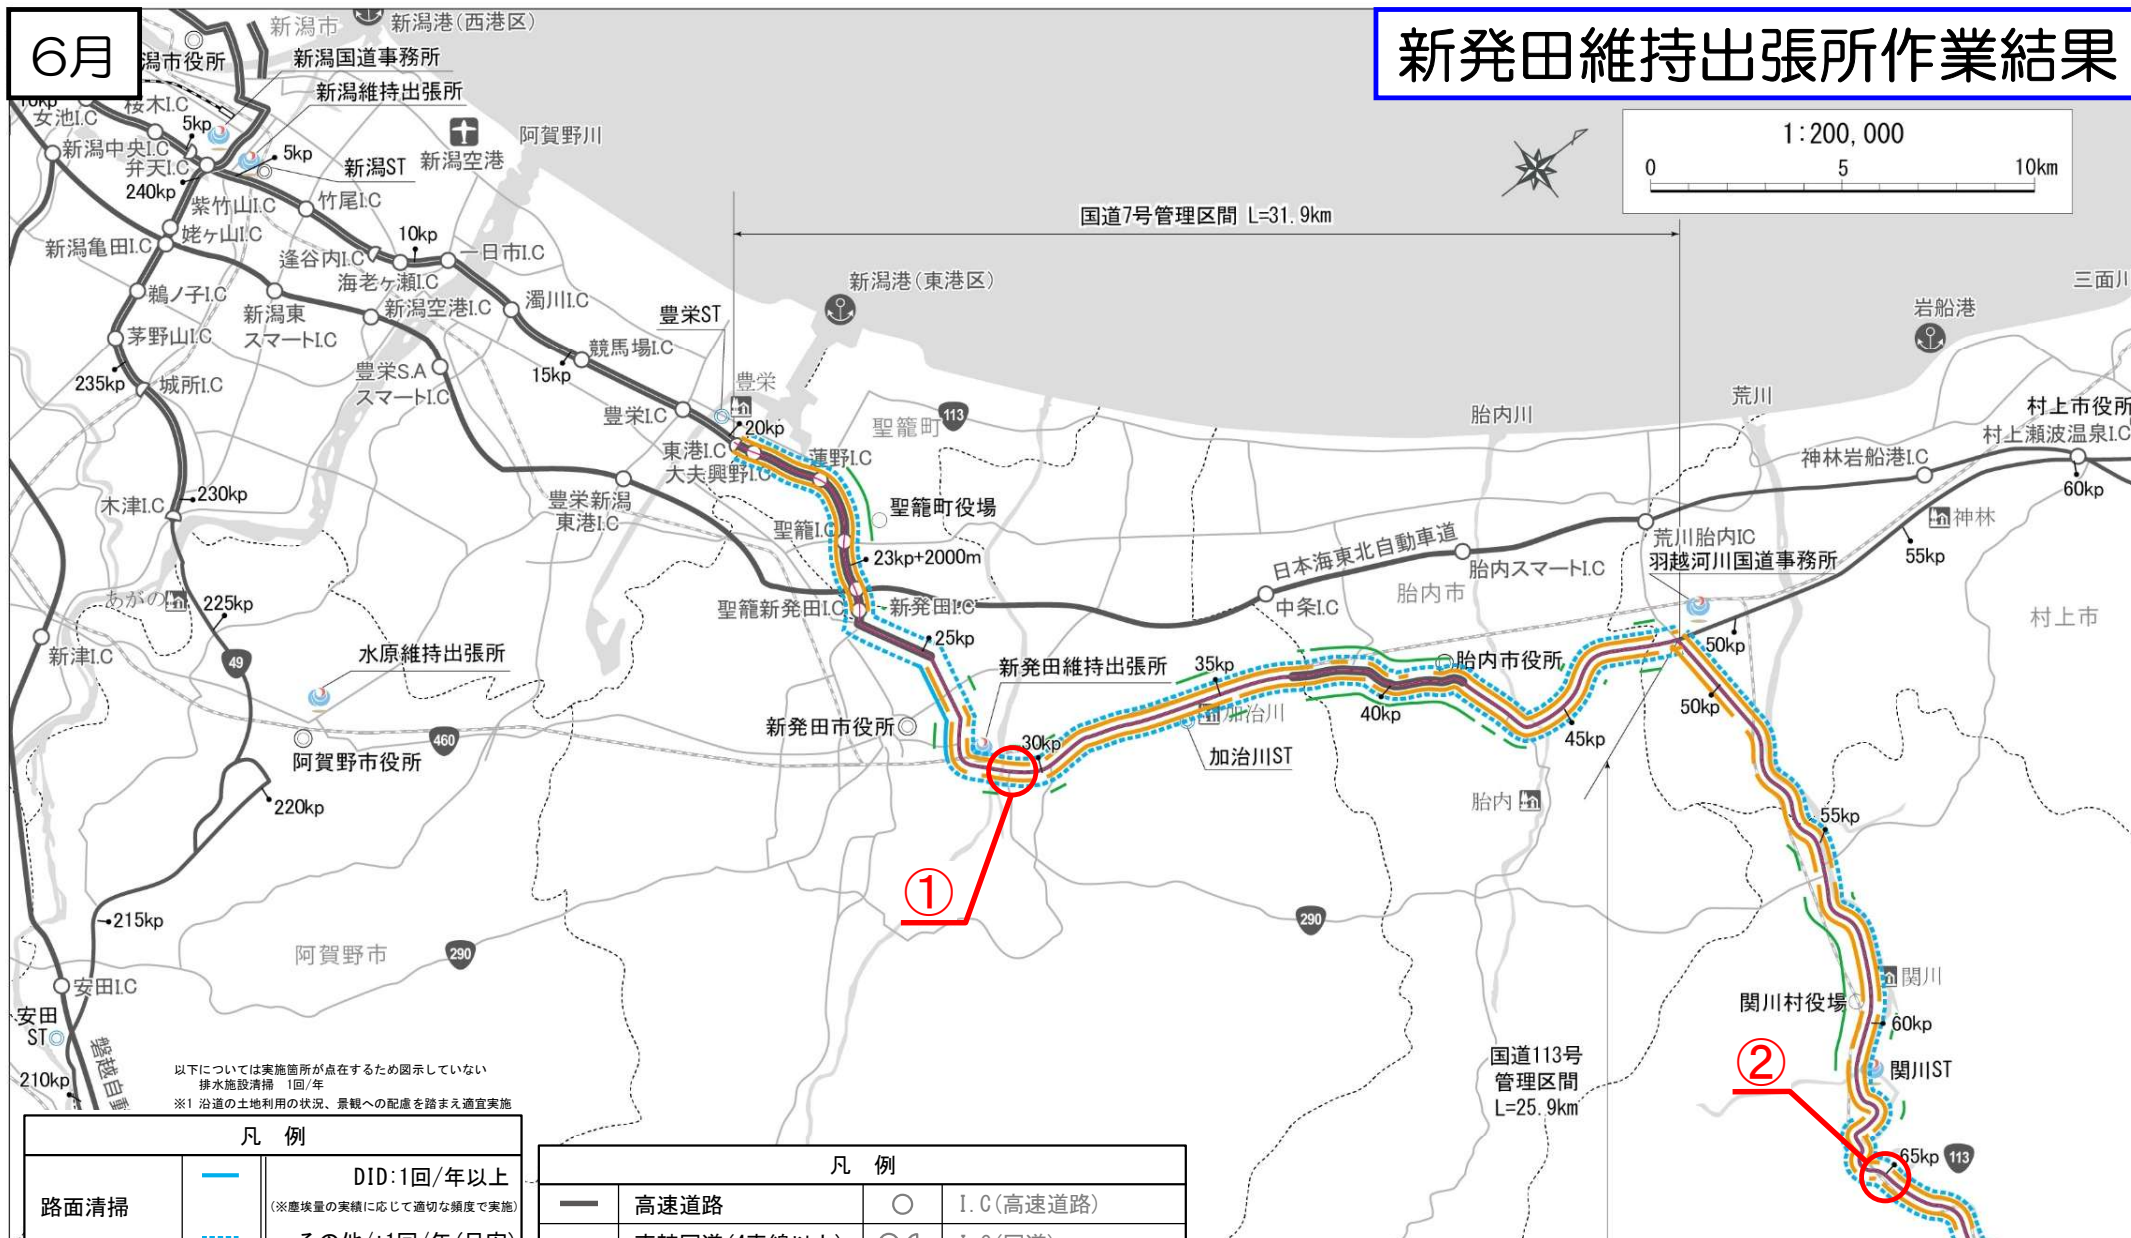 6月
新発田維持出張所作業結果
1:200,000
0 5 10km
新潟市
新潟港(西港区)
潟市役所
新潟国道事務所
新潟維持出張所
桜木I.C
女池I.C
5kp
新潟中央I.C
弁天I.C
240kp
5kp
新潟ST
新潟空港
阿賀野川
紫竹山I.C
竹尾I.C
姥ヶ山I.C
新潟亀田I.C
10kp
逢谷内I.C
海老ヶ瀬I.C
一日市I.C
鵜ノ子I.C
新潟東
スマートI.C
新潟空港I.C
濁川I.C
茅野山I.C
235kp
城所I.C
豊栄S.A
スマートI.C
15kp
競馬場I.C
豊栄ST
国道7号管理区間 L=31.9km
新潟港(東港区)
岩船港
三面川
豊栄
豊栄I.C
20kp
東港I.C
大夫興野I.C
蓮野I.C
聖籠町
113
胎内川
荒川
村上市役所
村上瀬波温泉I.C
神林岩船港I.C
60kp
木津I.C
230kp
豊栄新潟
東港I.C
聖籠I.C
聖籠町役場
23kp+2000m
日本海東北自動車道
胎内スマートI.C
荒川胎内IC
羽越河川国道事務所
神林
55kp
あがの
225kp
聖籠新発田I.C
新発田I.C
中条I.C
胎内市
村上市
新津I.C
49
水原維持出張所
25kp
新発田維持出張所
35kp
胎内市役所
50kp
50kp
新発田市役所
加治川
40kp
45kp
阿賀野市役所
460
30kp
加治川ST
胎内
220kp
55kp
①
215kp
阿賀野市
290
290
安田I.C
関川
関川村役場
安田
ST
60kp
磐越自動
210kp
国道113号
管理区間
L=25.9km
②
関川ST
65kp
113
以下については実施箇所が点在するため図示していない
排水施設清掃 1回/年
※1 沿道の土地利用の状況、景観への配慮を踏まえ適宜実施
凡 例
路面清掃
DID:1回/年以上
(※塵埃量の実績に応じて適切な頻度で実施)
凡 例
高速道路
I.C(高速道路)